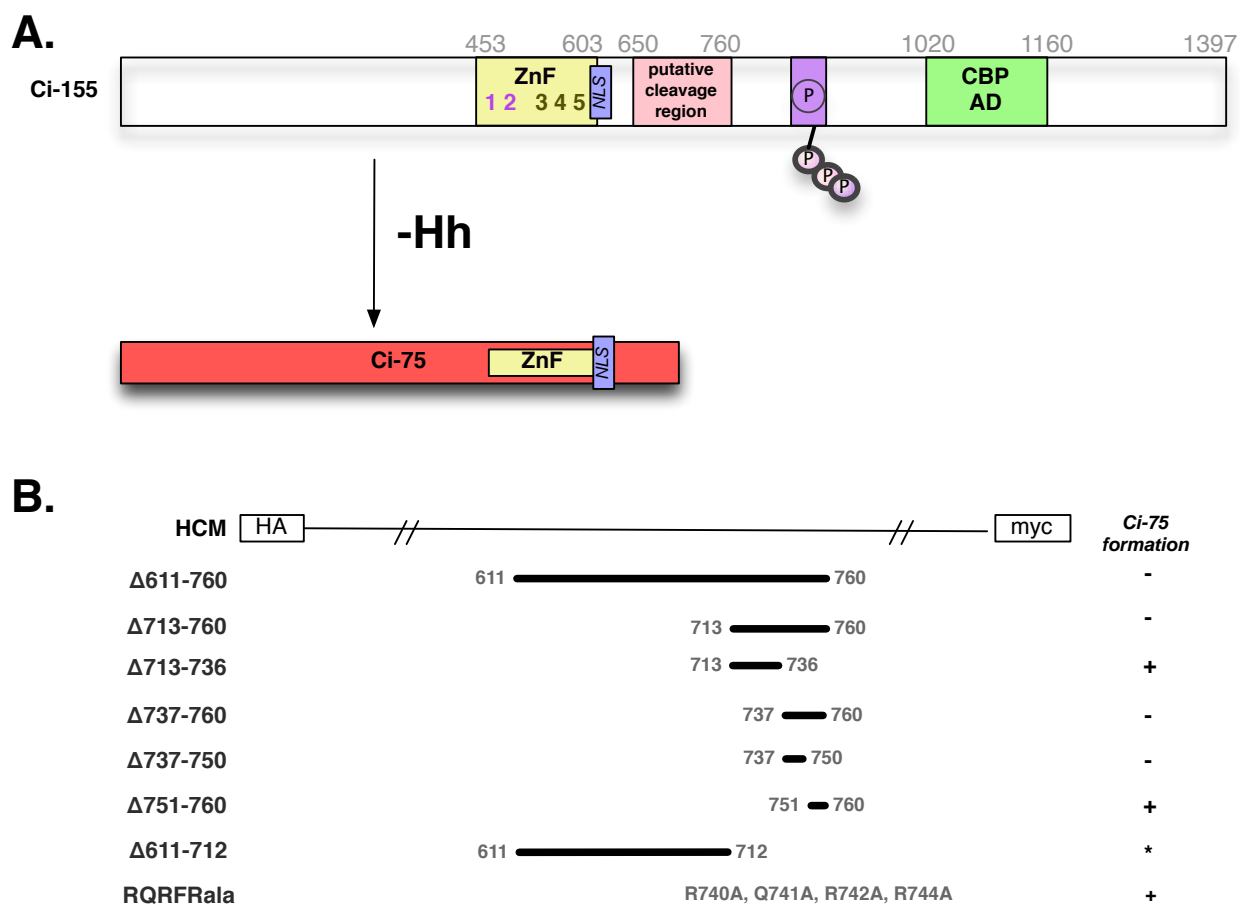 A.
453 603 650 760 1020 1160 1397
Ci-155
ZnF
1 2 3 4 5
NLS
putative
cleavage
region
P
CBP
AD
P
P
P
-Hh
Ci-75
ZnF
NLS
B.
HCM HA myc
Ci-75
formation
Δ611-760 611 760 -
Δ713-760 713 760 -
Δ713-736 713 736 +
Δ737-760 737 760 -
Δ737-750 737 750 -
Δ751-760 751 760 +
Δ611-712 611 712 *
RQRFRala R740A, Q741A, R742A, R744A +